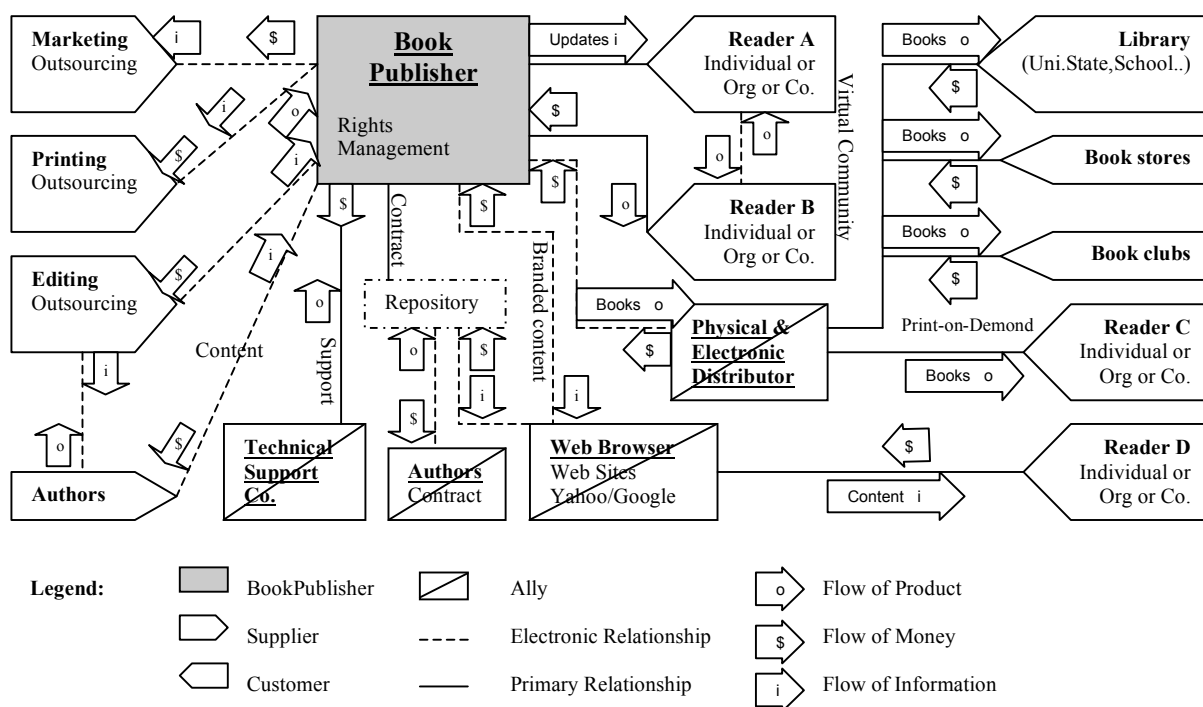 Marketing
Outsourcing
i
$
Book
Publisher
Rights
Management
Updates i
$
Reader A
Individual or
Org or Co.
Virtual Community
Books o
$
Library
(Uni.State,School..)
i
$
o
i
Printing
Outsourcing
o
o
Books o
$
Book stores
$
$
$
o
Reader B
Individual or
Org or Co.
Books o
$
Book clubs
Editing
Outsourcing
$
i
o
Contract
Repository
Branded content
Books o
$
Physical &
Electronic
Distributor
Print-on-Demand
Books o
Reader C
Individual or
Org or Co.
Content
Support
i
o
$
$
i
i
o
$
Authors
Technical
Support
Co.
Authors
Contract
Web Browser
Web Sites
Yahoo/Google
$
Content i
Reader D
Individual or
Org or Co.
Legend:
BookPublisher
Ally
o
Flow of Product
Supplier
Electronic Relationship
$
Flow of Money
Customer
Primary Relationship
i
Flow of Information